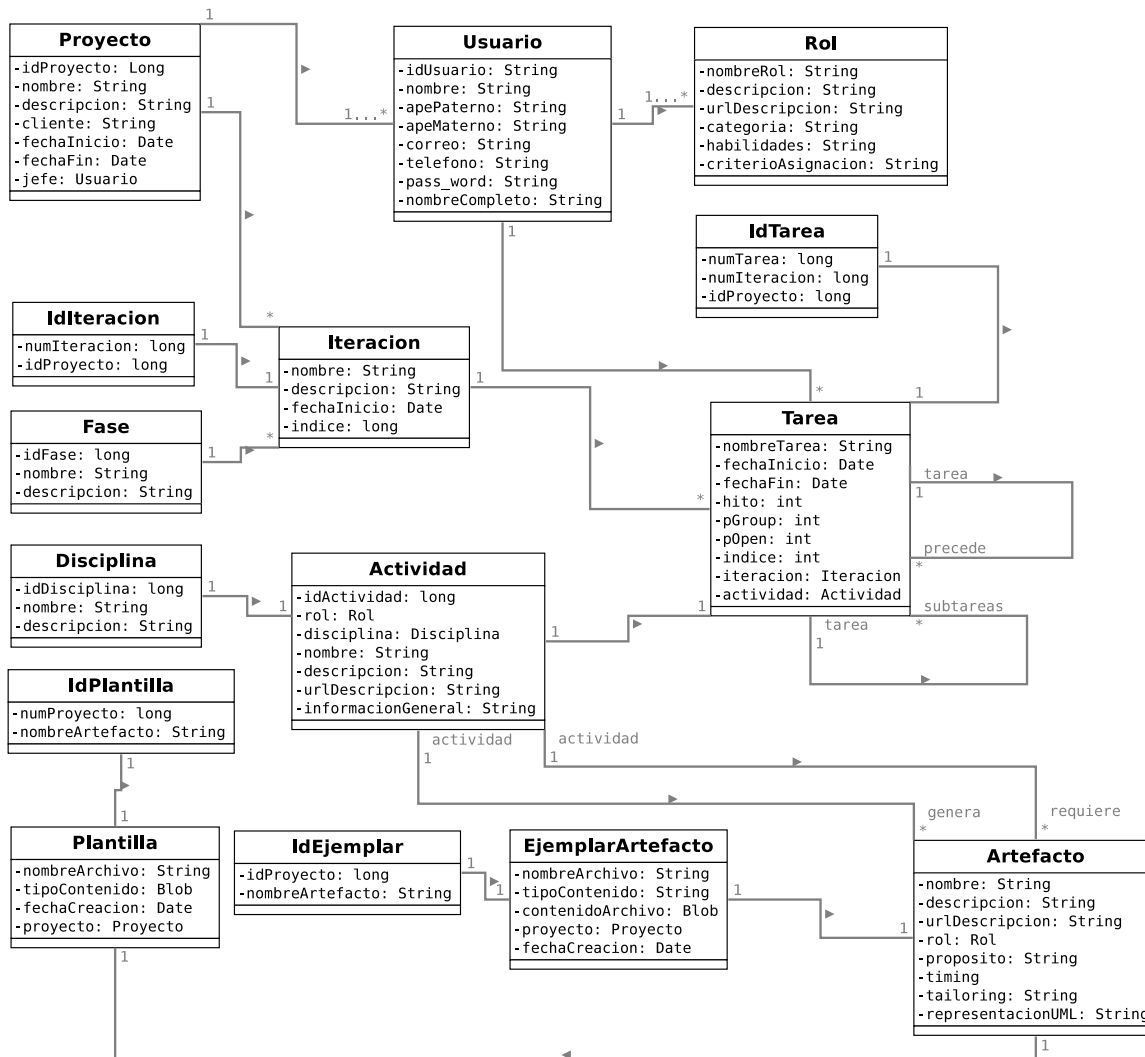 Proyecto
-idProyecto: Long
-nombre: String
-descripcion: String
-cliente: String
-fechaInicio: Date
-fechaFin: Date
-jefe: Usuario
1
1
1...*
Usuario
-idUsuario: String
-nombre: String
-apePaterno: String
-apeMaterno: String
-correo: String
-telefono: String
-pass_word: String
-nombreCompleto: String
1
1...*
1
Rol
-nombreRol: String
-descripcion: String
-urlDescripcion: String
-categoria: String
-habilidades: String
-criterioAsignacion: String
IdTarea
-numTarea: long
-numIteracion: long
-idProyecto: long
1
1
IdIteracion
-numIteracion: long
-idProyecto: long
1
1
*
Iteracion
-nombre: String
-descripcion: String
-fechaInicio: Date
-indice: long
1
*
Fase
-idFase: long
-nombre: String
-descripcion: String
1
*
*
Tarea
-nombreTarea: String
-fechaInicio: Date
-fechaFin: Date
-hito: int
-pGroup: int
-pOpen: int
-indice: int
-iteracion: Iteracion
-actividad: Actividad
tarea
1
precede
*
subtareas
*
tarea
1
Disciplina
-idDisciplina: long
-nombre: String
-descripcion: String
1
1
Actividad
-idActividad: long
-rol: Rol
-disciplina: Disciplina
-nombre: String
-descripcion: String
-urlDescripcion: String
-informacionGeneral: String
1
1
actividad
1
actividad
1
genera
*
requiere
*
IdPlantilla
-numProyecto: long
-nombreArtefacto: String
1
1
Plantilla
-nombreArchivo: String
-tipoContenido: Blob
-fechaCreacion: Date
-proyecto: Proyecto
1
IdEjemplar
-idProyecto: long
-nombreArtefacto: String
1
1
EjemplarArtefacto
-nombreArchivo: String
-tipoContenido: String
-contenidoArchivo: Blob
-proyecto: Proyecto
-fechaCreacion: Date
1
1
Artefacto
-nombre: String
-descripcion: String
-urlDescripcion: String
-rol: Rol
-proposito: String
-timing
-tailoring: String
-representacionUML: String
1